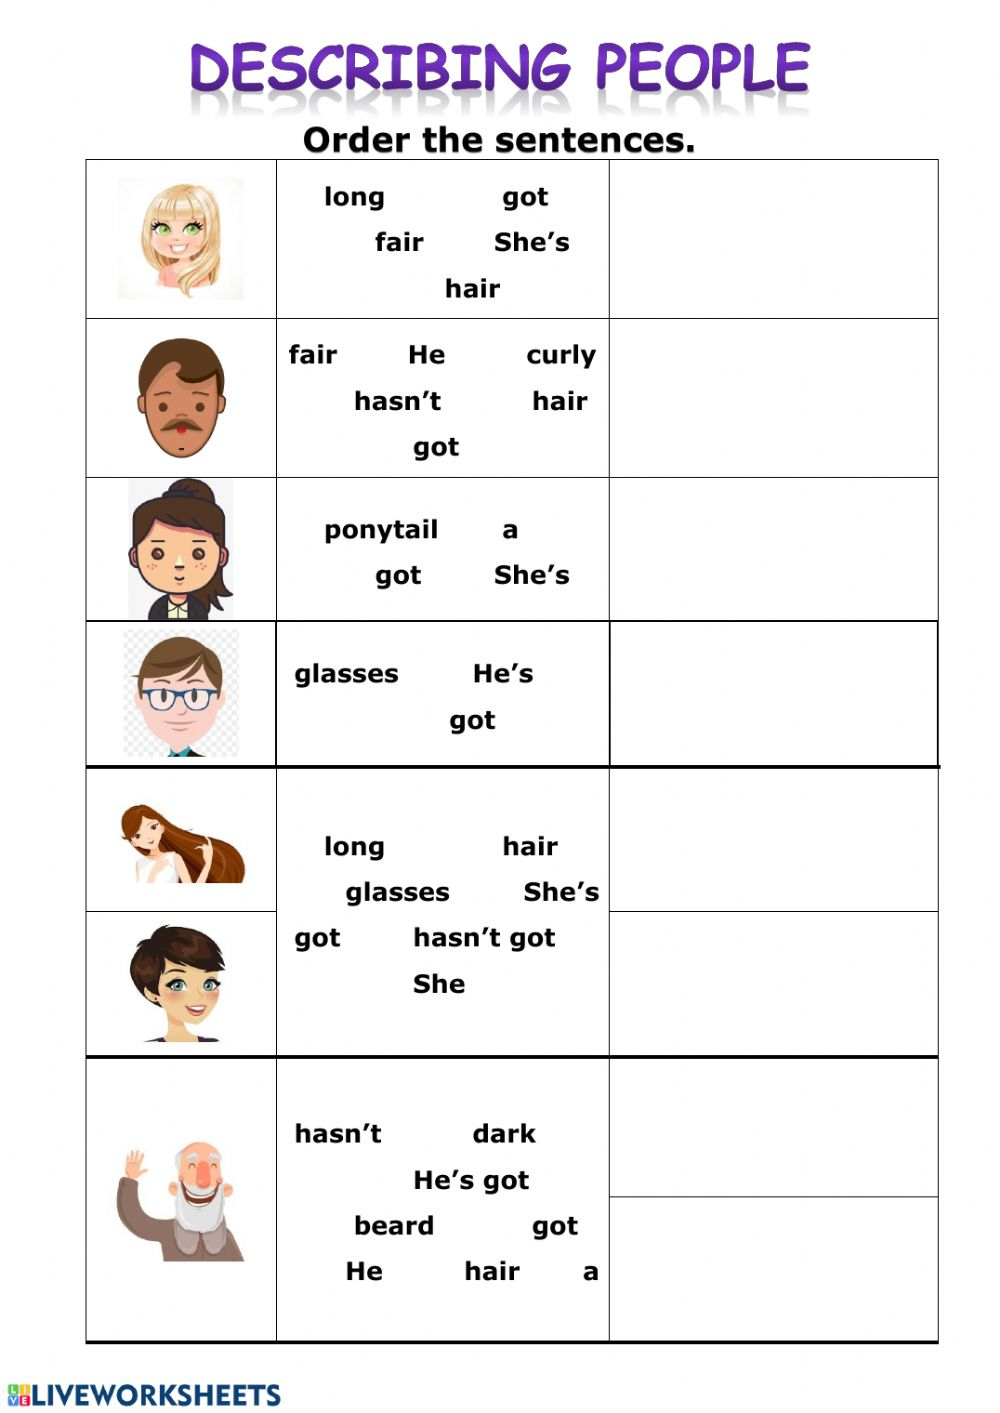 DESCRIBING PEOPLE
Order the sentences.
long got
fair She’s
hair
fair He curly
hasn’t hair
got
ponytail a
got She’s
glasses He’s
got
long hair
glasses She’s
got hasn’t got
She
hasn’t dark
He’s got
beard got
He hair a
LIVE LIVEWORKSHEETS